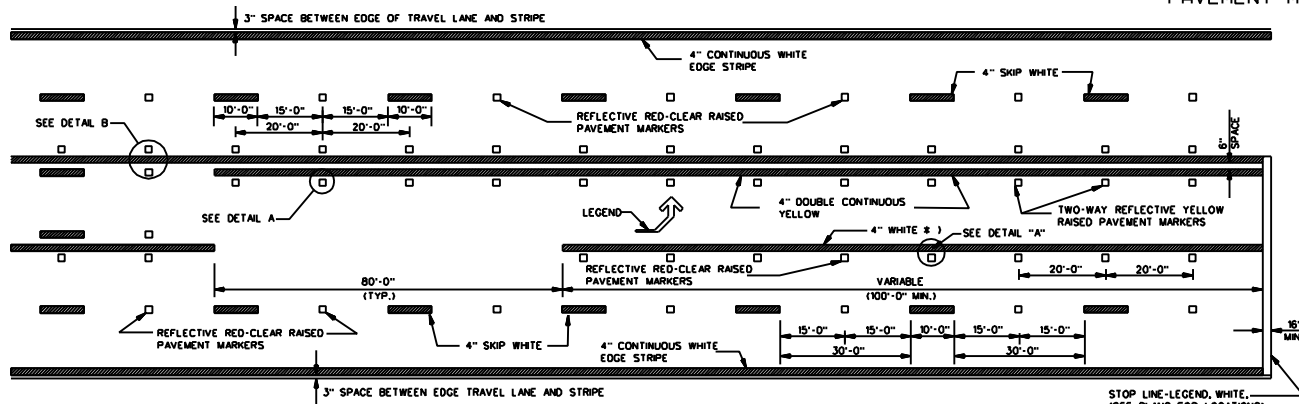 PAVEMENT
3" SPACE BETWEEN EDGE OF TRAVEL LANE AND STRIPE
4" CONTINUOUS WHITE
EDGE STRIPE
4" SKIP WHITE
10'-0" 15'-0" 15'-0" 10'-0"
20'-0" 20'-0"
REFLECTIVE RED-CLEAR RAISED
PAVEMENT MARKERS
SEE DETAIL B
6"
SPACE
SEE DETAIL A
LEGEND
4" DOUBLE CONTINUOUS
YELLOW
TWO-WAY REFLECTIVE YELLOW
RAISED PAVEMENT MARKERS
4" WHITE * )
SEE DETAIL "A"
REFLECTIVE RED-CLEAR RAISED
PAVEMENT MARKERS
20'-0" 20'-0"
80'-0"
(TYP.)
VARIABLE
(100'-0" MIN.)
REFLECTIVE RED-CLEAR RAISED
PAVEMENT MARKERS
4" SKIP WHITE
4" CONTINUOUS WHITE
EDGE STRIPE
15'-0" 15'-0" 10'-0" 15'-0" 15'-0"
30'-0" 30'-0"
16"
MIN
3" SPACE BETWEEN EDGE TRAVEL LANE AND STRIPE
STOP LINE-LEGEND, WHITE,